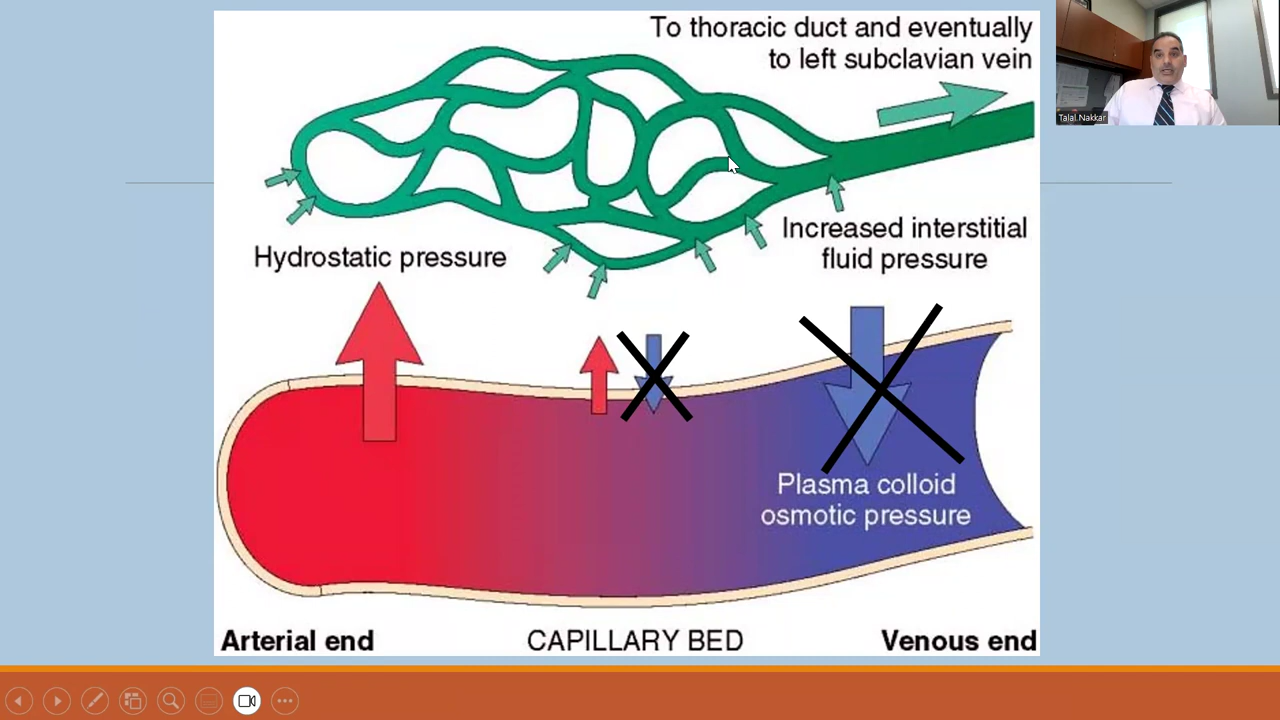 To thoracic duct and eventually
to left subclavian vein
Talal Nakkar
Increased interstitial
fluid pressure
Hydrostatic pressure
Plasma colloid
osmotic pressure
Arterial end
CAPILLARY BED
Venous end